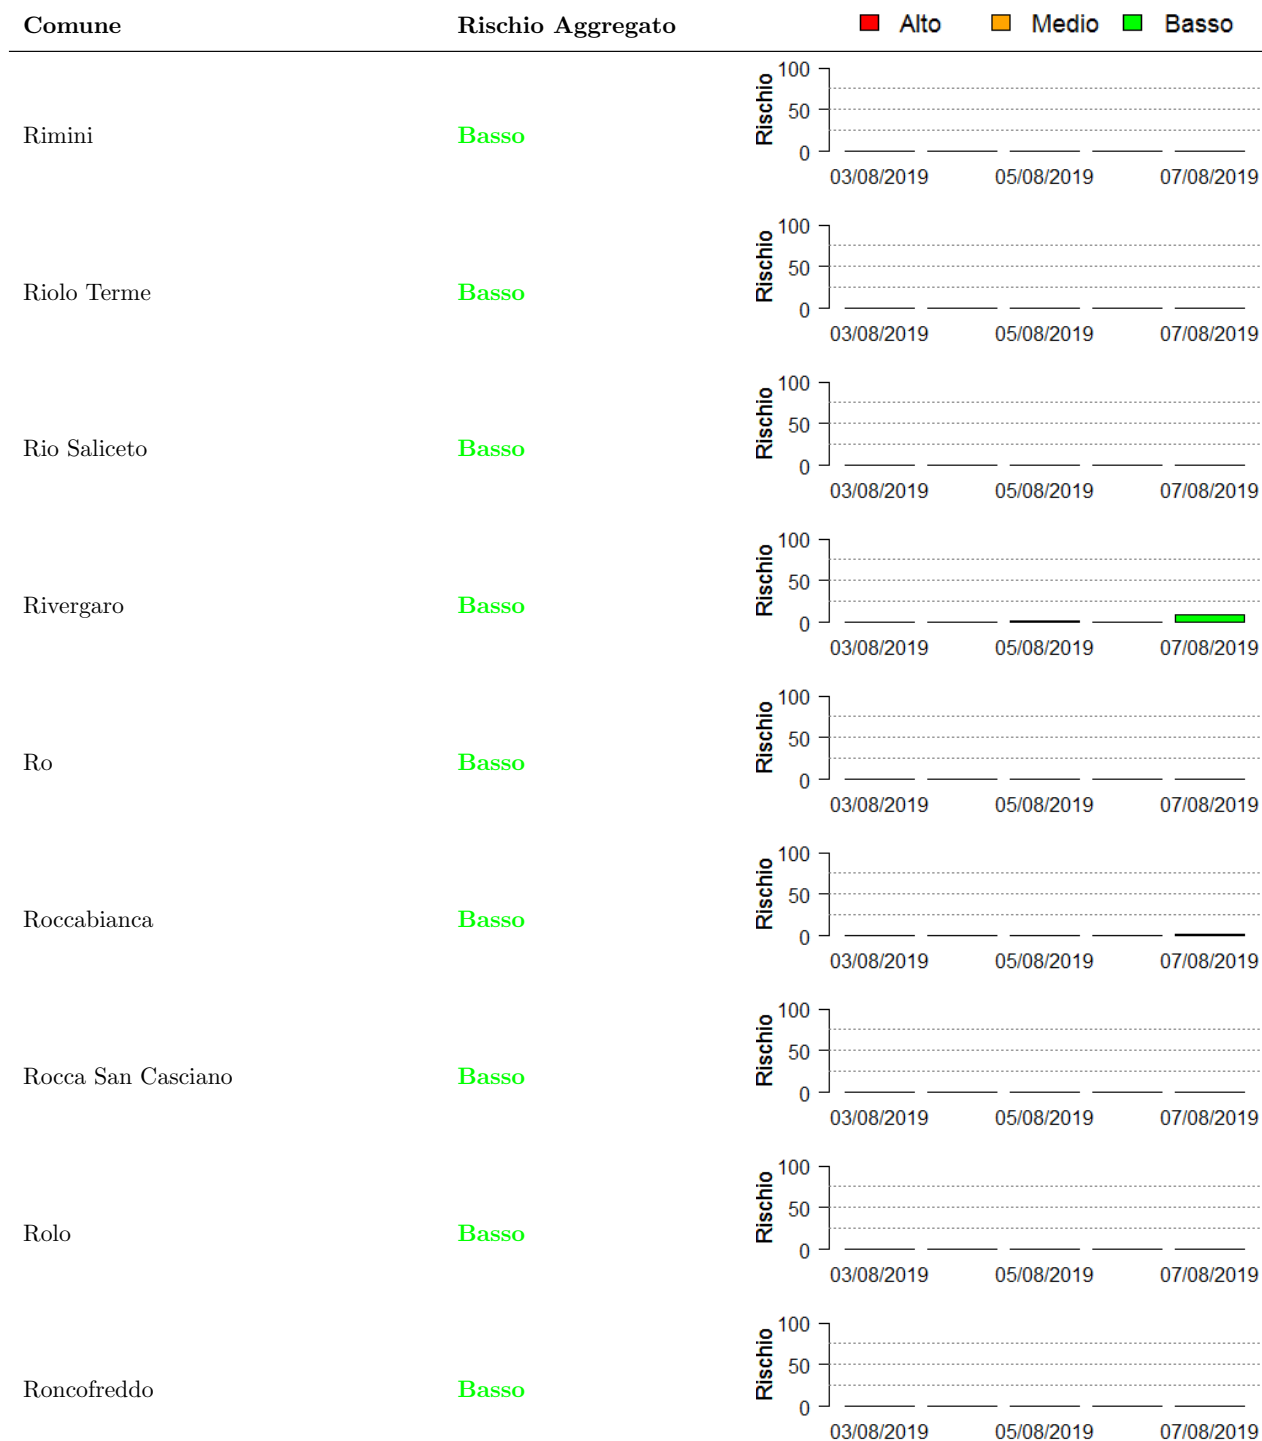 Comune Rischio Aggregato Alto Medio Basso
Rimini Basso Rischio 100 50 0
03/08/2019 05/08/2019 07/08/2019
Riolo Terme Basso Rischio 100 50 0
03/08/2019 05/08/2019 07/08/2019
Rio Saliceto Basso Rischio 100 50 0
03/08/2019 05/08/2019 07/08/2019
Rivergaro Basso Rischio 100 50 0
03/08/2019 05/08/2019 07/08/2019
Ro Basso Rischio 100 50 0
03/08/2019 05/08/2019 07/08/2019
Roccabianca Basso Rischio 100 50 0
03/08/2019 05/08/2019 07/08/2019
Rocca San Casciano Basso Rischio 100 50 0
03/08/2019 05/08/2019 07/08/2019
Rolo Basso Rischio 100 50 0
03/08/2019 05/08/2019 07/08/2019
Roncofreddo Basso Rischio 100 50 0
03/08/2019 05/08/2019 07/08/2019